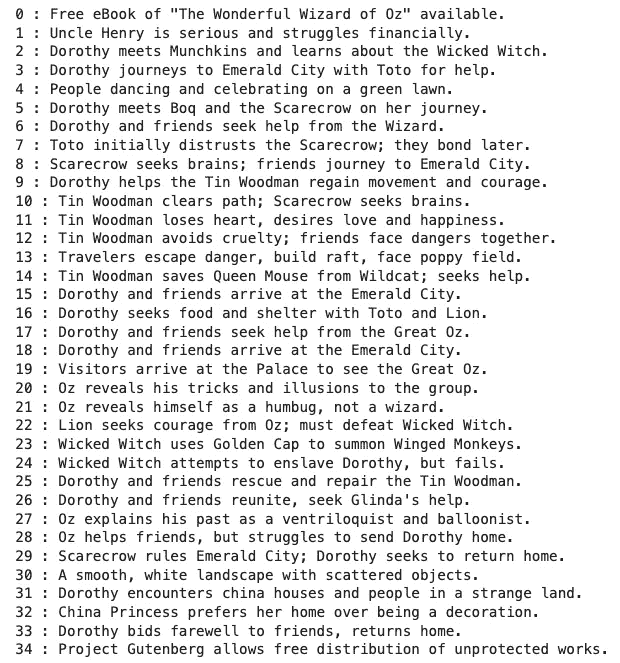 0 : Free eBook of "The Wonderful Wizard of Oz" available.
1 : Uncle Henry is serious and struggles financially.
2 : Dorothy meets Munchkins and learns about the Wicked Witch.
3 : Dorothy journeys to Emerald City with Toto for help.
4 : People dancing and celebrating on a green lawn.
5 : Dorothy meets Boq and the Scarecrow on her journey.
6 : Dorothy and friends seek help from the Wizard.
7 : Toto initially distrusts the Scarecrow; they bond later.
8 : Scarecrow seeks brains; friends journey to Emerald City.
9 : Dorothy helps the Tin Woodman regain movement and courage.
10 : Tin Woodman clears path; Scarecrow seeks brains.
11 : Tin Woodman loses heart, desires love and happiness.
12 : Tin Woodman avoids cruelty; friends face dangers together.
13 : Travelers escape danger, build raft, face poppy field.
14 : Tin Woodman saves Queen Mouse from Wildcat; seeks help.
15 : Dorothy and friends arrive at the Emerald City.
16 : Dorothy seeks food and shelter with Toto and Lion.
17 : Dorothy and friends seek help from the Great Oz.
18 : Dorothy and friends arrive at the Emerald City.
19 : Visitors arrive at the Palace to see the Great Oz.
20 : Oz reveals his tricks and illusions to the group.
21 : Oz reveals himself as a humbug, not a wizard.
22 : Lion seeks courage from Oz; must defeat Wicked Witch.
23 : Wicked Witch uses Golden Cap to summon Winged Monkeys.
24 : Wicked Witch attempts to enslave Dorothy, but fails.
25 : Dorothy and friends rescue and repair the Tin Woodman.
26 : Dorothy and friends reunite, seek Glinda's help.
27 : Oz explains his past as a ventriloquist and balloonist.
28 : Oz helps friends, but struggles to send Dorothy home.
29 : Scarecrow rules Emerald City; Dorothy seeks to return home.
30 : A smooth, white landscape with scattered objects.
31 : Dorothy encounters china houses and people in a strange land.
32 : China Princess prefers her home over being a decoration.
33 : Dorothy bids farewell to friends, returns home.
34 : Project Gutenberg allows free distribution of unprotected works.